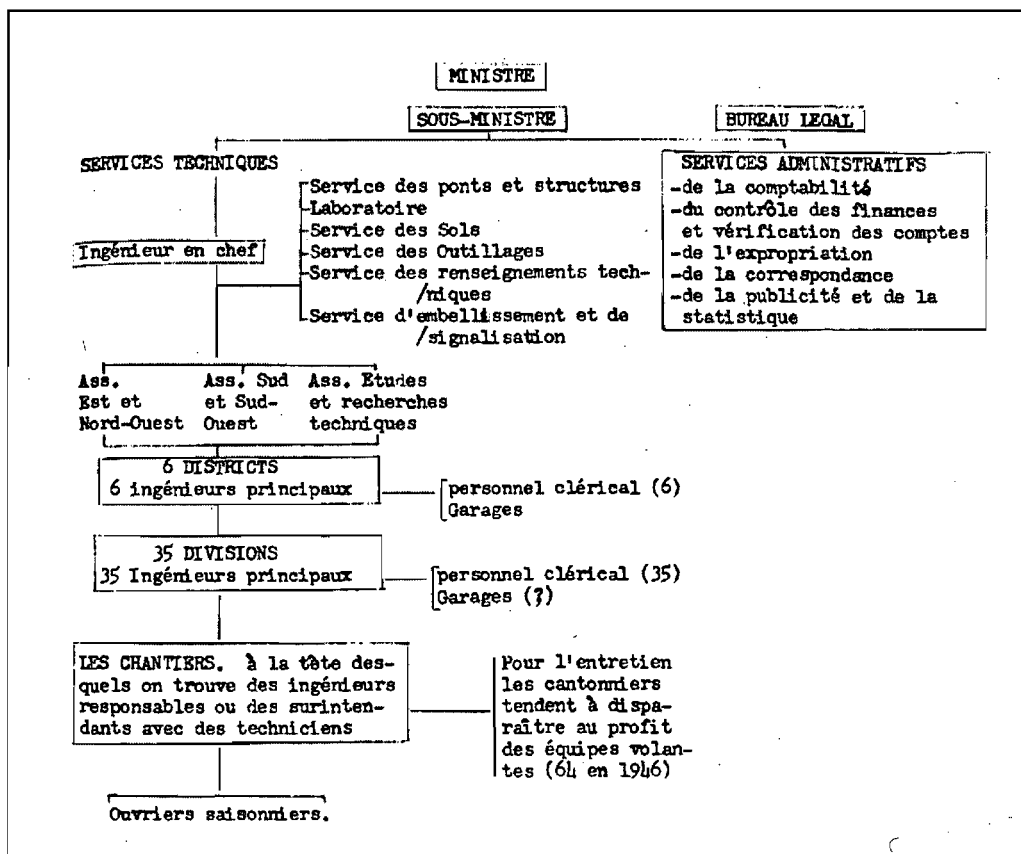 MINISTRE
SOUS-MINISTRE
BUREAU LEGAL
SERVICES TECHNIQUES
Ingénieur en chef
Service des ponts et structures
Laboratoire
Service des Sols
Service des Outillages
Service des renseignements tech-
/niques
Service d'embellissement et de
/signalisation
SERVICES ADMINISTRATIFS
-de la comptabilité
-du contrôle des finances
et vérification des comptes
-de l'expropriation
-de la correspondance
-de la publicité et de la
statistique
Ass.
Est et
Nord-Ouest
Ass. Sud
et Sud-
Ouest
Ass. Etudes
et recherches
techniques
6 DISTRICTS
6 ingénieurs principaux
personnel clérical (6)
Garages
35 DIVISIONS
35 Ingénieurs principaux
personnel clérical (35)
Garages (?)
LES CHANTIERS. à la tête des-
quels on trouve des ingénieurs
responsables ou des surinten-
dants avec des techniciens
Pour l'entretien
les cantonniers
tendent à dispa-
raître au profit
des équipes volan-
tes (64 en 1946)
Ouvriers saisonniers.